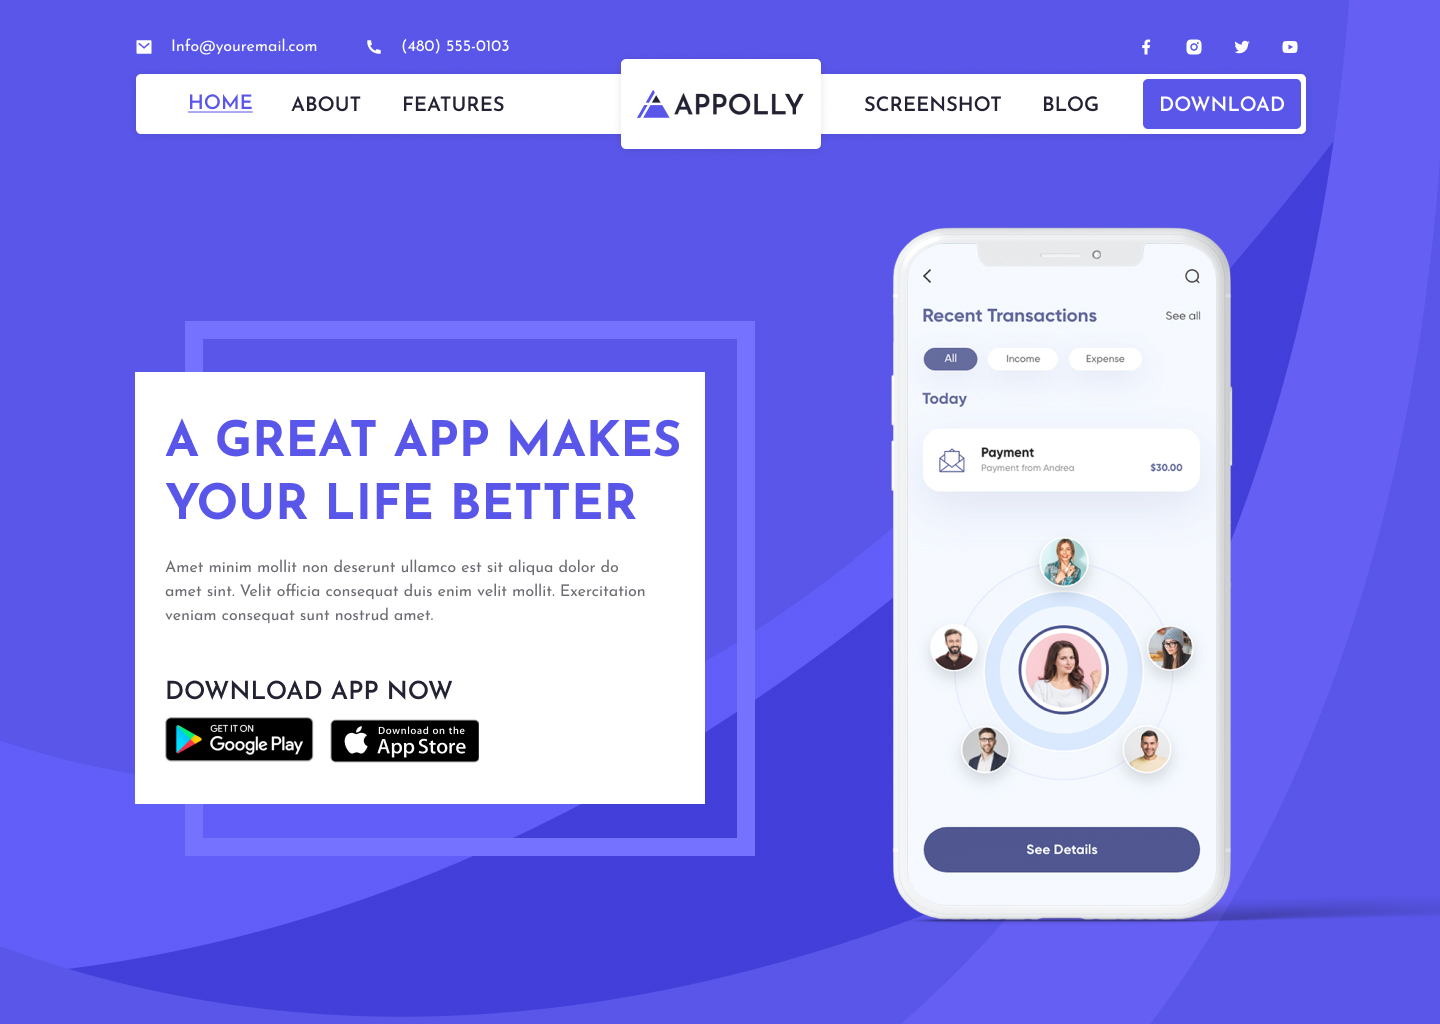 Info@youremail.com
(480) 555-0103
HOME
ABOUT
FEATURES
APPOLLY
SCREENSHOT
BLOG
DOWNLOAD
A GREAT APP MAKES
YOUR LIFE BETTER
Amet minim mollit non deserunt ullamco est sit aliqua dolor do
amet sint. Velit officia consequat duis enim velit mollit. Exercitation
veniam consequat sunt nostrud amet.
DOWNLOAD APP NOW
GET IT ON
Google Play
Download on the
App Store
Recent Transactions
See all
All
Income
Expense
Today
Payment
Payment from Andrea
$30.00
See Details